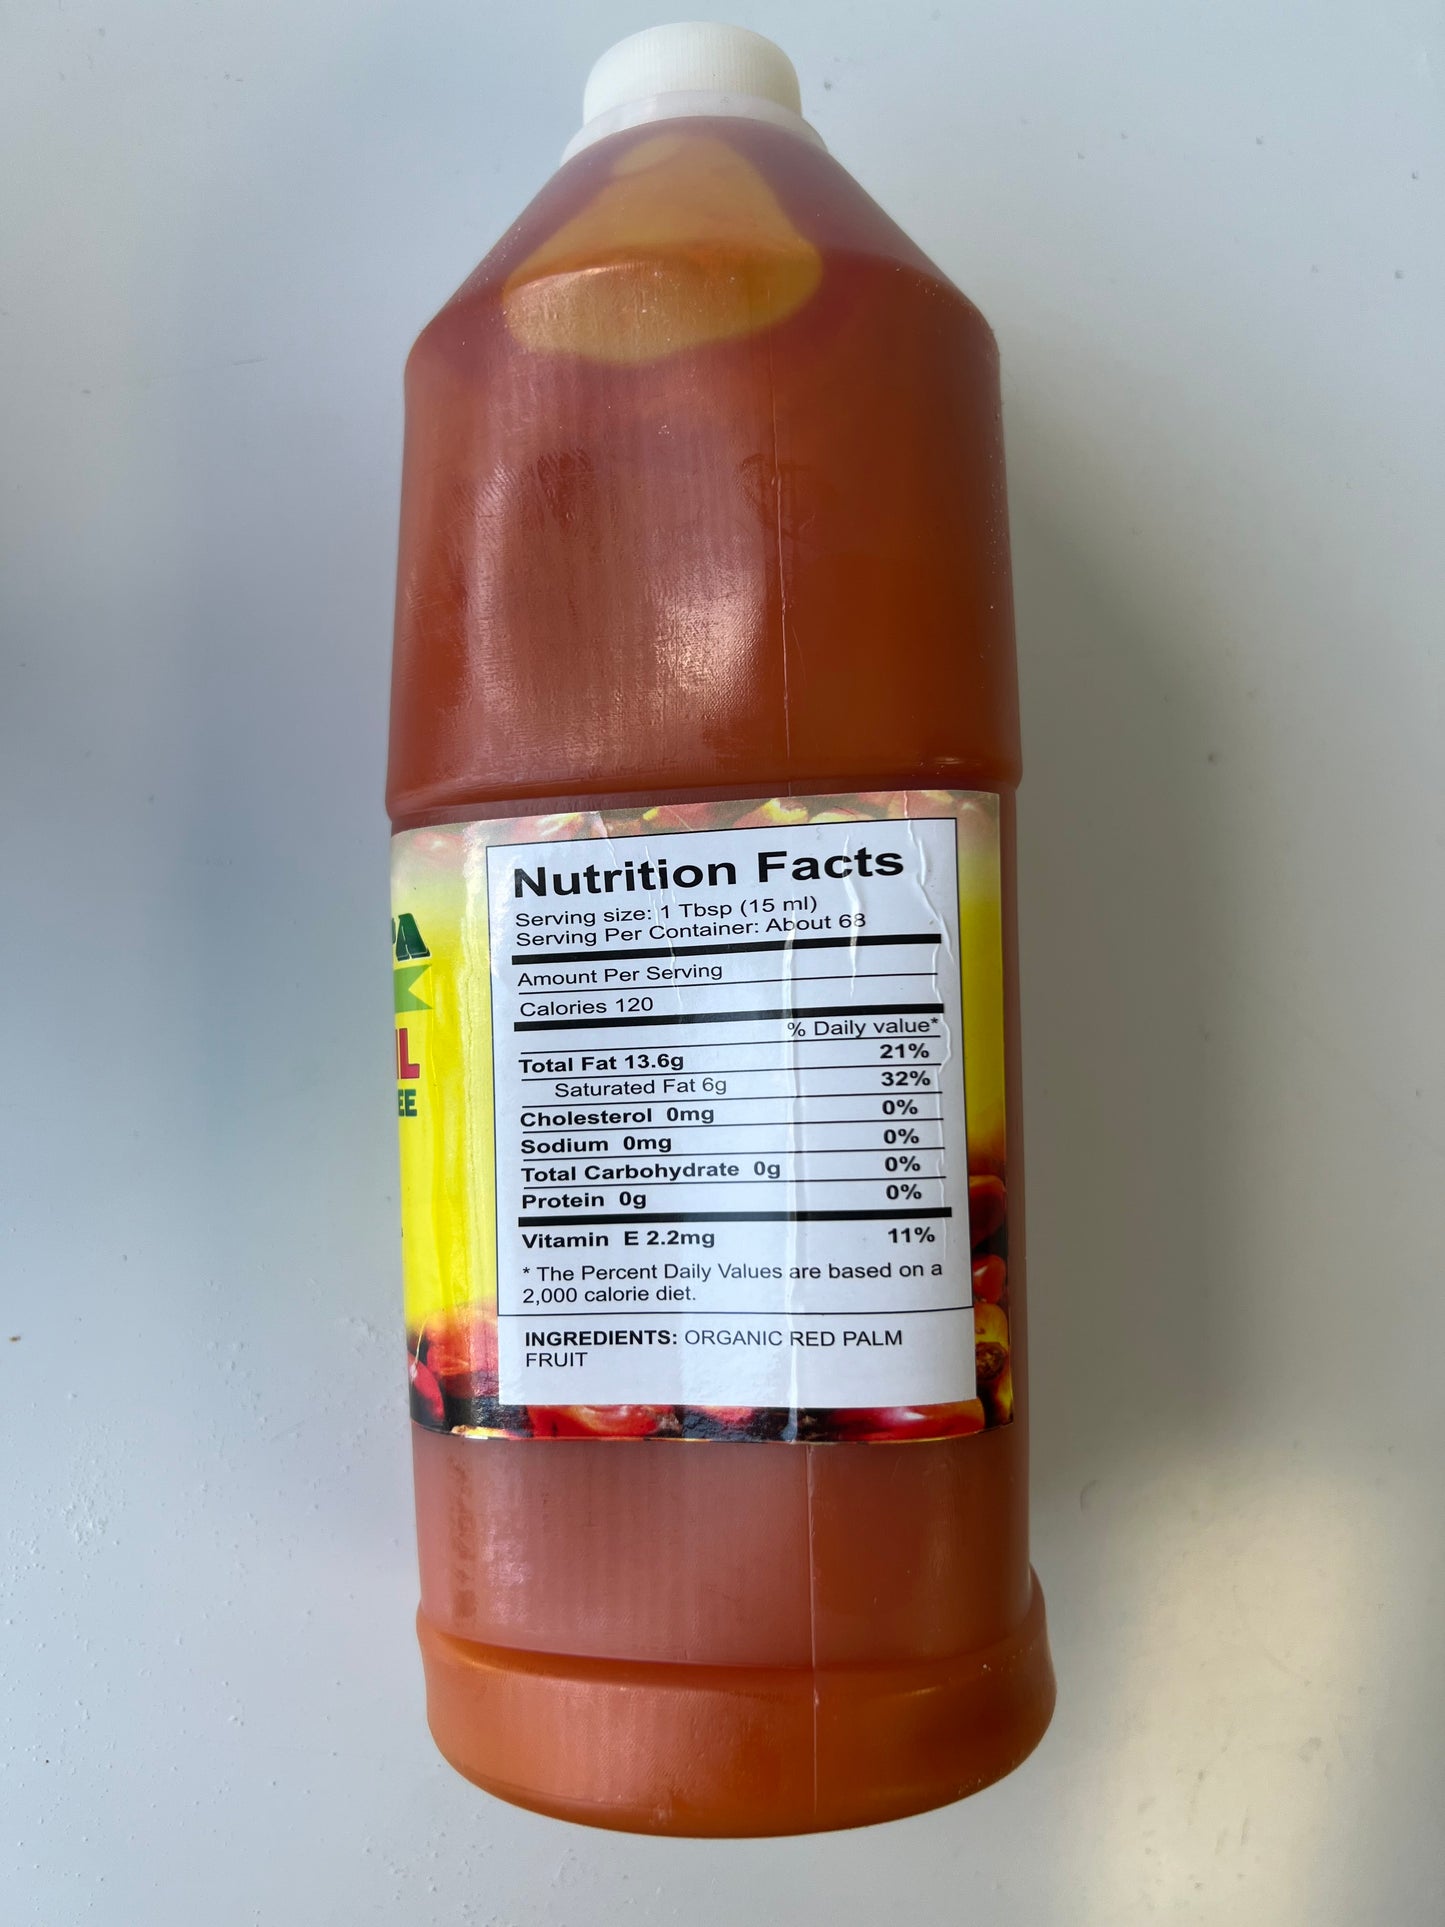 PA
IL
EE
Nutrition Facts
Serving size: 1 Tbsp (15 ml)
Serving Per Container: About 68
Amount Per Serving
Calories 120
% Daily value*
Total Fat 13.6g 21%
Saturated Fat 6g 32%
Cholesterol 0mg 0%
Sodium 0mg 0%
Total Carbohydrate 0g 0%
Protein 0g 0%
Vitamin E 2.2mg 11%
* The Percent Daily Values are based on a
2,000 calorie diet.
INGREDIENTS: ORGANIC RED PALM
FRUIT